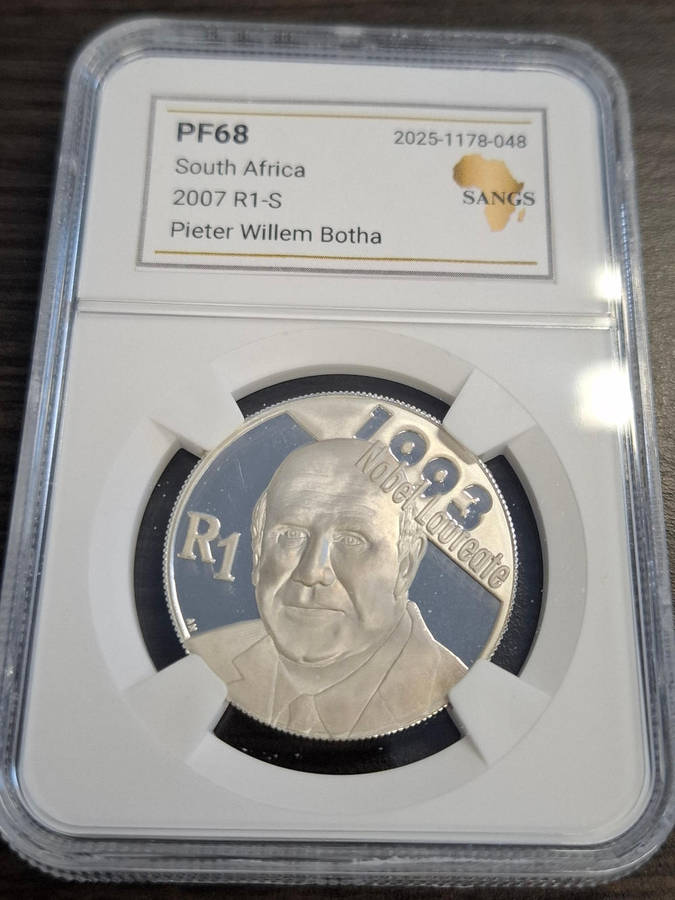 PF68
2025-1178-048
South Africa
2007 R1-S
SANGS
Pieter Willem Botha
1993
Nobel Laureate
R1